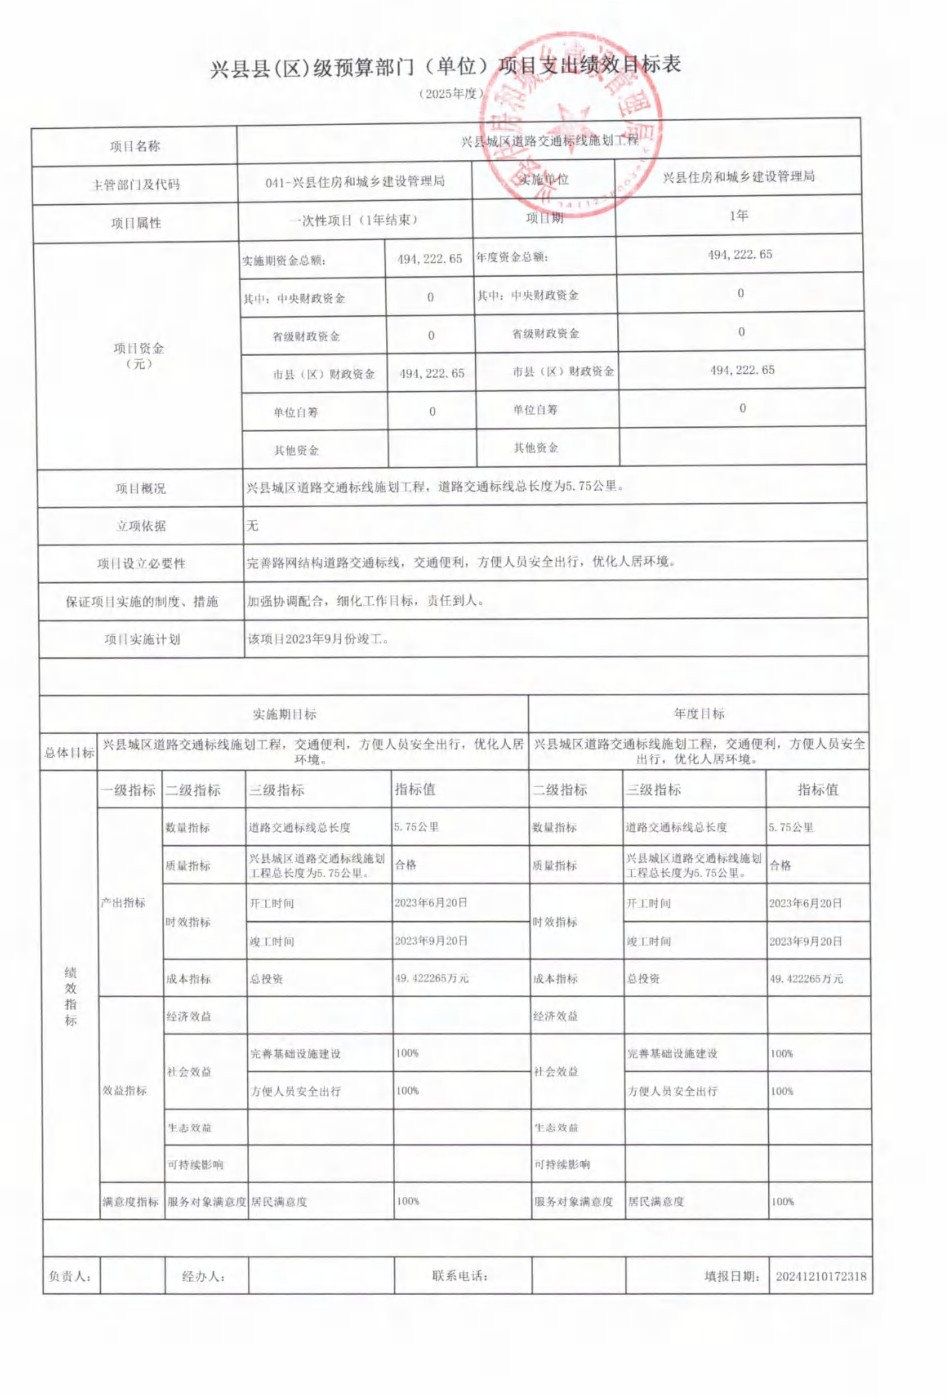 兴县县(区)级预算部门（单位）项目支出绩效目标表
（2025年度）
项目名称 兴县城区道路交通标线施划工程
主管部门及代码 041-兴县住房和城乡建设管理局 实施单位 兴县住房和城乡建设管理局
项目属性 一次性项目（1年结束） 项目期 1年
项目资金
（元）
实施期资金总额： 494,222.65 年度资金总额： 494,222.65
其中：中央财政资金 0 其中：中央财政资金 0
省级财政资金 0 省级财政资金 0
市县（区）财政资金 494,222.65 市县（区）财政资金 494,222.65
单位自筹 0 单位自筹 0
其他资金 其他资金
项目概况 兴县城区道路交通标线施划工程，道路交通标线总长度为5.75公里。
立项依据 无
项目设立必要性 完善路网结构道路交通标线，交通便利，方便人员安全出行，优化人居环境。
保证项目实施的制度、措施 加强协调配合，细化工作目标，责任到人。
项目实施计划 该项目2023年9月份竣工。
实施期目标 年度目标
总体目标
兴县城区道路交通标线施划工程，交通便利，方便人员安全出行，优化人居
环境。
兴县城区道路交通标线施划工程，交通便利，方便人员安全
出行，优化人居环境。
绩效指标
一级指标 二级指标 三级指标 指标值 二级指标 三级指标 指标值
产出指标
数量指标 道路交通标线总长度 5.75公里 数量指标 道路交通标线总长度 5.75公里
质量指标
兴县城区道路交通标线施划
工程总长度为5.75公里。
合格
质量指标
兴县城区道路交通标线施划
工程总长度为5.75公里。
合格
时效指标
开工时间 2023年6月20日
竣工时间 2023年9月20日
时效指标
开工时间 2023年6月20日
竣工时间 2023年9月20日
成本指标 总投资 49.422265万元 成本指标 总投资 49.422265万元
效益指标
经济效益 经济效益
社会效益
完善基础设施建设 100%
方便人员安全出行 100%
社会效益
完善基础设施建设 100%
方便人员安全出行 100%
生态效益 生态效益
可持续影响 可持续影响
满意度指标 服务对象满意度 居民满意度 100% 服务对象满意度 居民满意度 100%
负责人： 经办人： 联系电话： 填报日期： 20241210172318